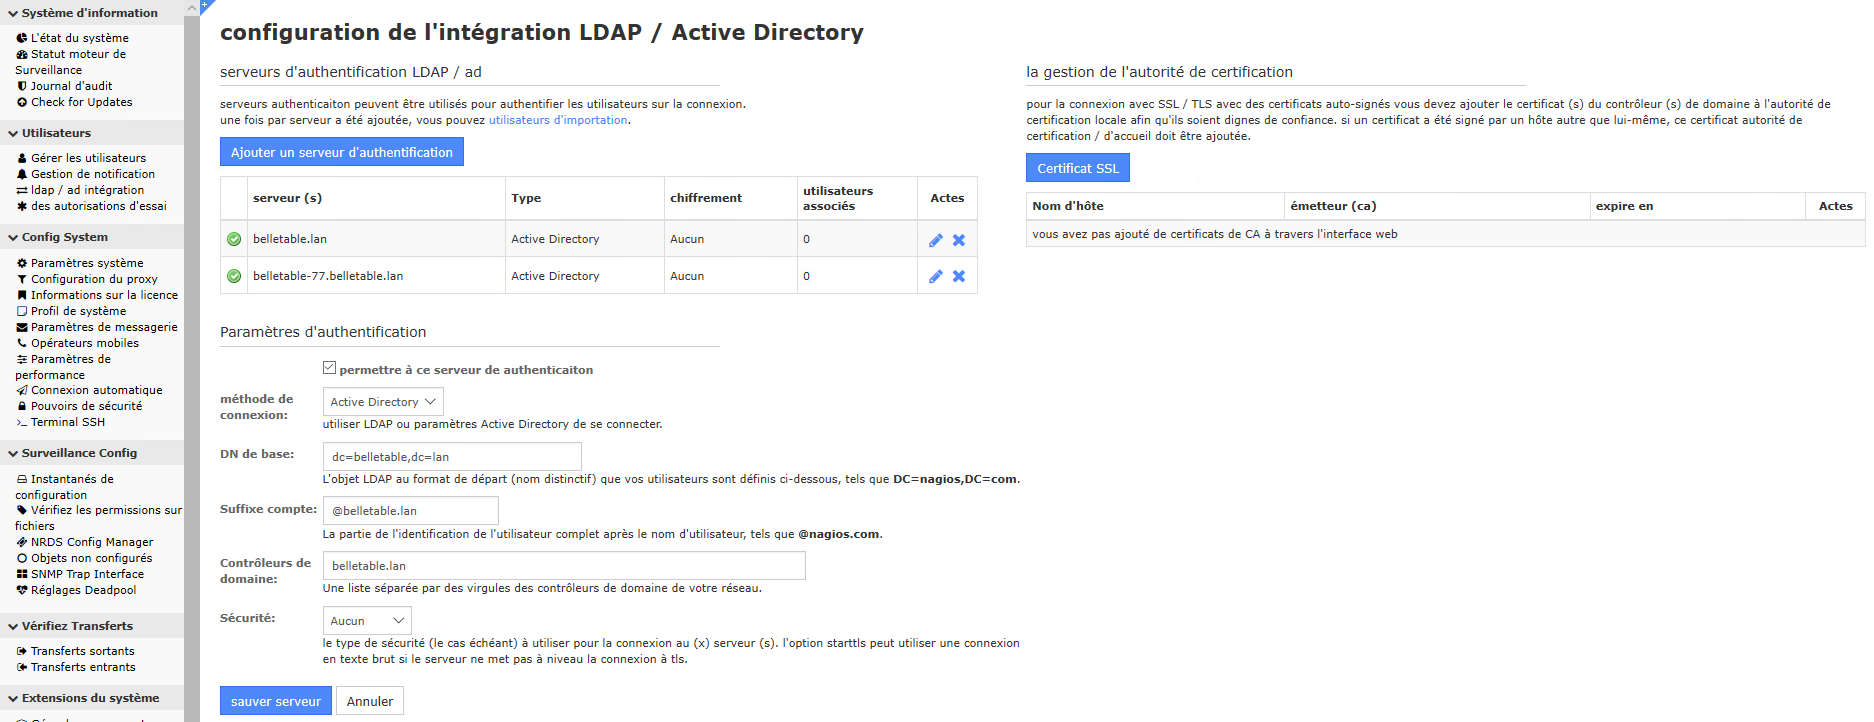 Système d'information
L'état du système
Statut moteur de
Surveillance
Journal d'audit
Check for Updates
Utilisateurs
Gérer les utilisateurs
Gestion de notification
ldap / ad intégration
des autorisations d'essai
Config System
Paramètres système
Configuration du proxy
Informations sur la licence
Profil de système
Paramètres de messagerie
Opérateurs mobiles
Paramètres de
performance
Connexion automatique
Pouvoirs de sécurité
Terminal SSH
Surveillance Config
Instantanés de
configuration
Vérifiez les permissions sur
fichiers
NRDS Config Manager
Objets non configurés
SNMP Trap Interface
Réglages Deadpool
Vérifiez Transferts
Transferts sortants
Transferts entrants
Extensions du système
configuration de l'intégration LDAP / Active Directory
serveurs d'authentification LDAP / ad
serveurs authenticaiton peuvent être utilisés pour authentifier les utilisateurs sur la connexion.
une fois par serveur a été ajoutée, vous pouvez utilisateurs d'importation.
Ajouter un serveur d'authentification
serveur (s) Type chiffrement utilisateurs associés Actes
belletable.lan Active Directory Aucun 0
belletable-77.belletable.lan Active Directory Aucun 0
Paramètres d'authentification
permettre à ce serveur de authenticaiton
méthode de
connexion:
Active Directory
utiliser LDAP ou paramètres Active Directory de se connecter.
DN de base:
dc=belletable,dc=lan
L'objet LDAP au format de départ (nom distinctif) que vos utilisateurs sont définis ci-dessous, tels que DC=nagios,DC=com.
Suffixe compte:
@belletable.lan
La partie de l'identification de l'utilisateur complet après le nom d'utilisateur, tels que @nagios.com.
Contrôleurs de
domaine:
belletable.lan
Une liste séparée par des virgules des contrôleurs de domaine de votre réseau.
Sécurité:
Aucun
le type de sécurité (le cas échéant) à utiliser pour la connexion au (x) serveur (s). l'option starttls peut utiliser une connexion
en texte brut si le serveur ne met pas à niveau la connexion à tls.
sauver serveur
Annuler
la gestion de l'autorité de certification
pour la connexion avec SSL / TLS avec des certificats auto-signés vous devez ajouter le certificat (s) du contrôleur (s) de domaine à l'autorité de
certification locale afin qu'ils soient dignes de confiance. si un certificat a été signé par un hôte autre que lui-même, ce certificat autorité de
certification / d'accueil doit être ajoutée.
Certificat SSL
Nom d'hôte émetteur (ca) expire en Actes
vous avez pas ajouté de certificats de CA à travers l'interface web